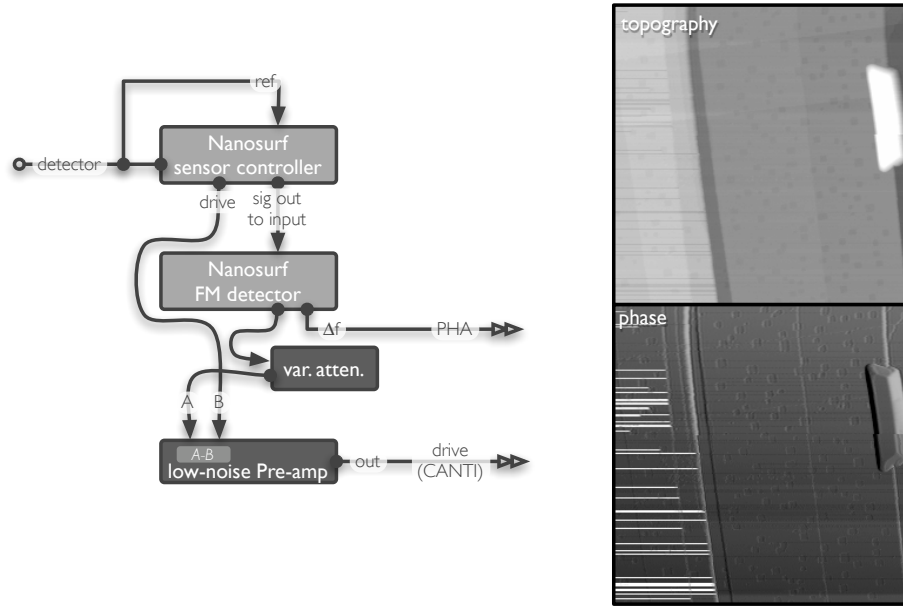 ref
Nanosurf
sensor controller
detector
drive
sig out
to input
Nanosurf
FM detector
Δf
PHA
var. atten.
A
B
A-B
low-noise Pre-amp
out
drive
(CANTI)
topography
phase